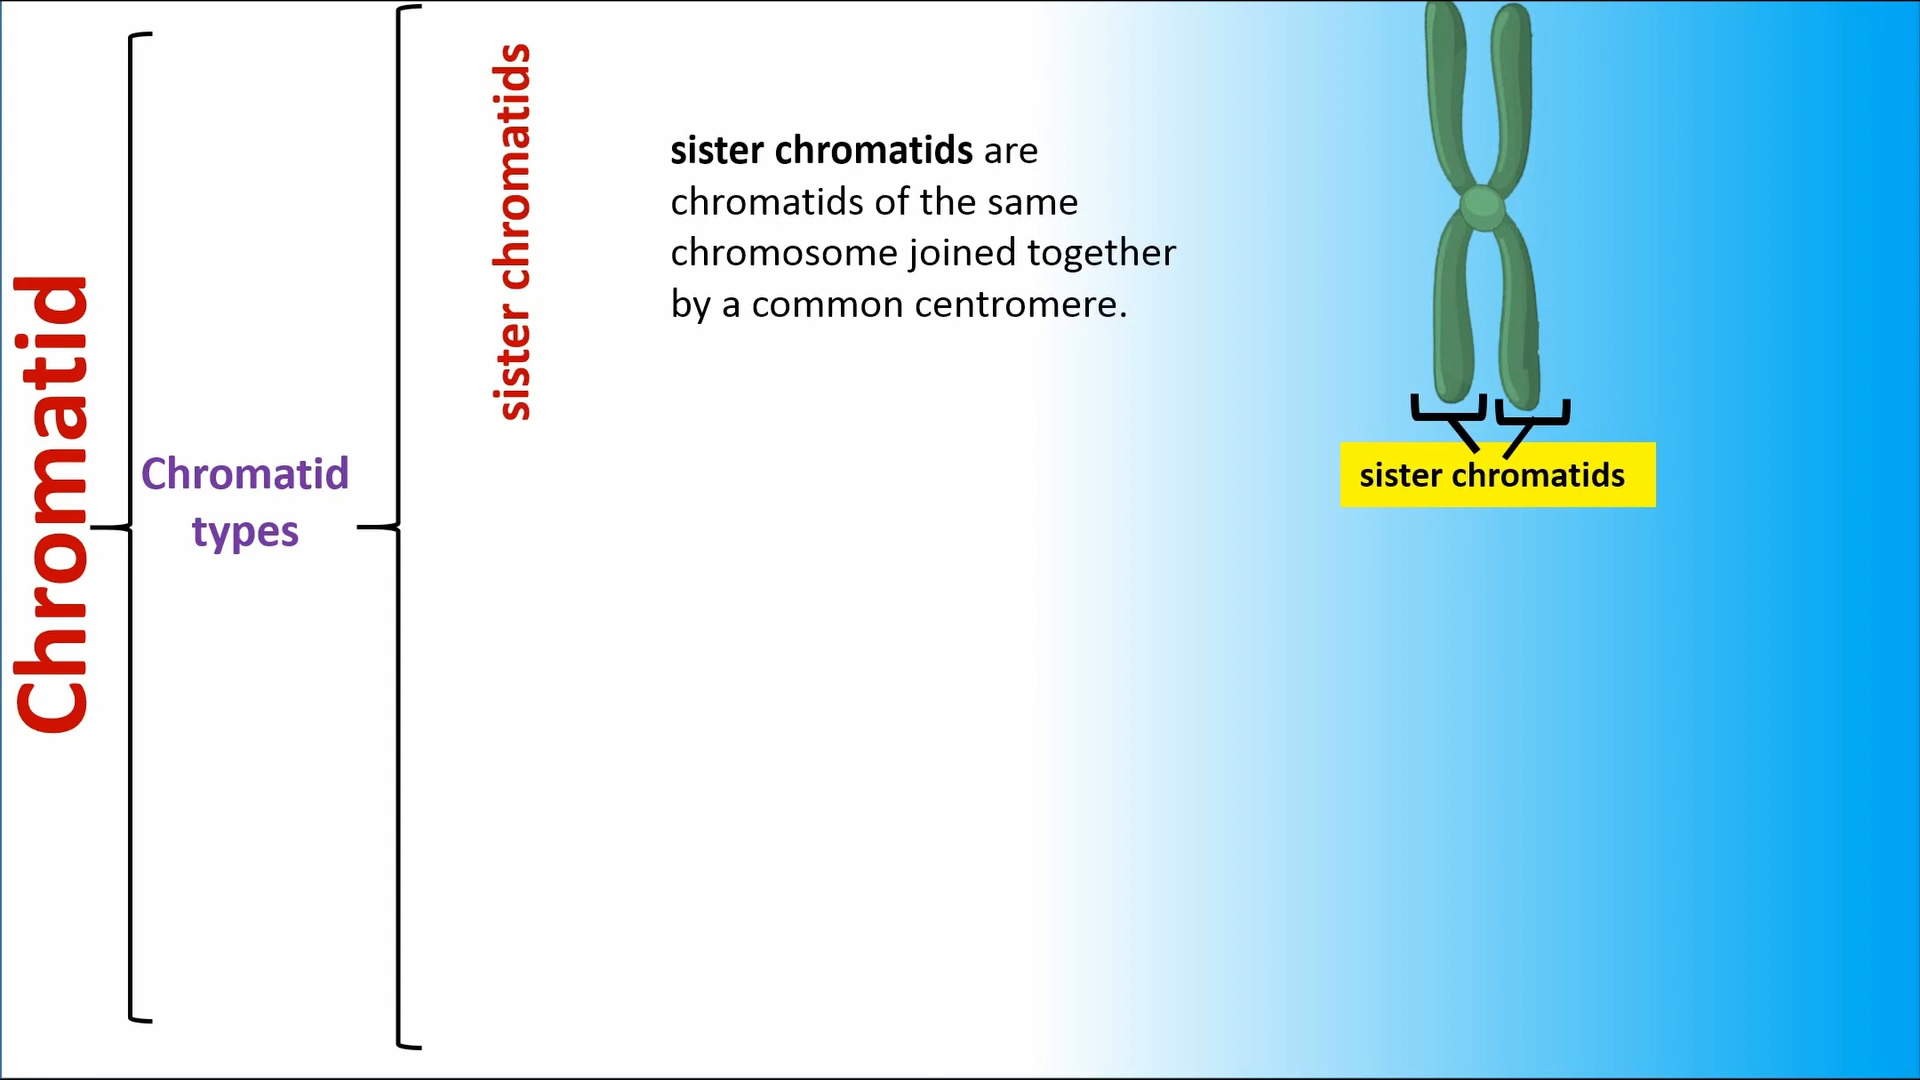 Chromatid
Chromatid
types
sister chromatids
sister chromatids are
chromatids of the same
chromosome joined together
by a common centromere.
sister chromatids